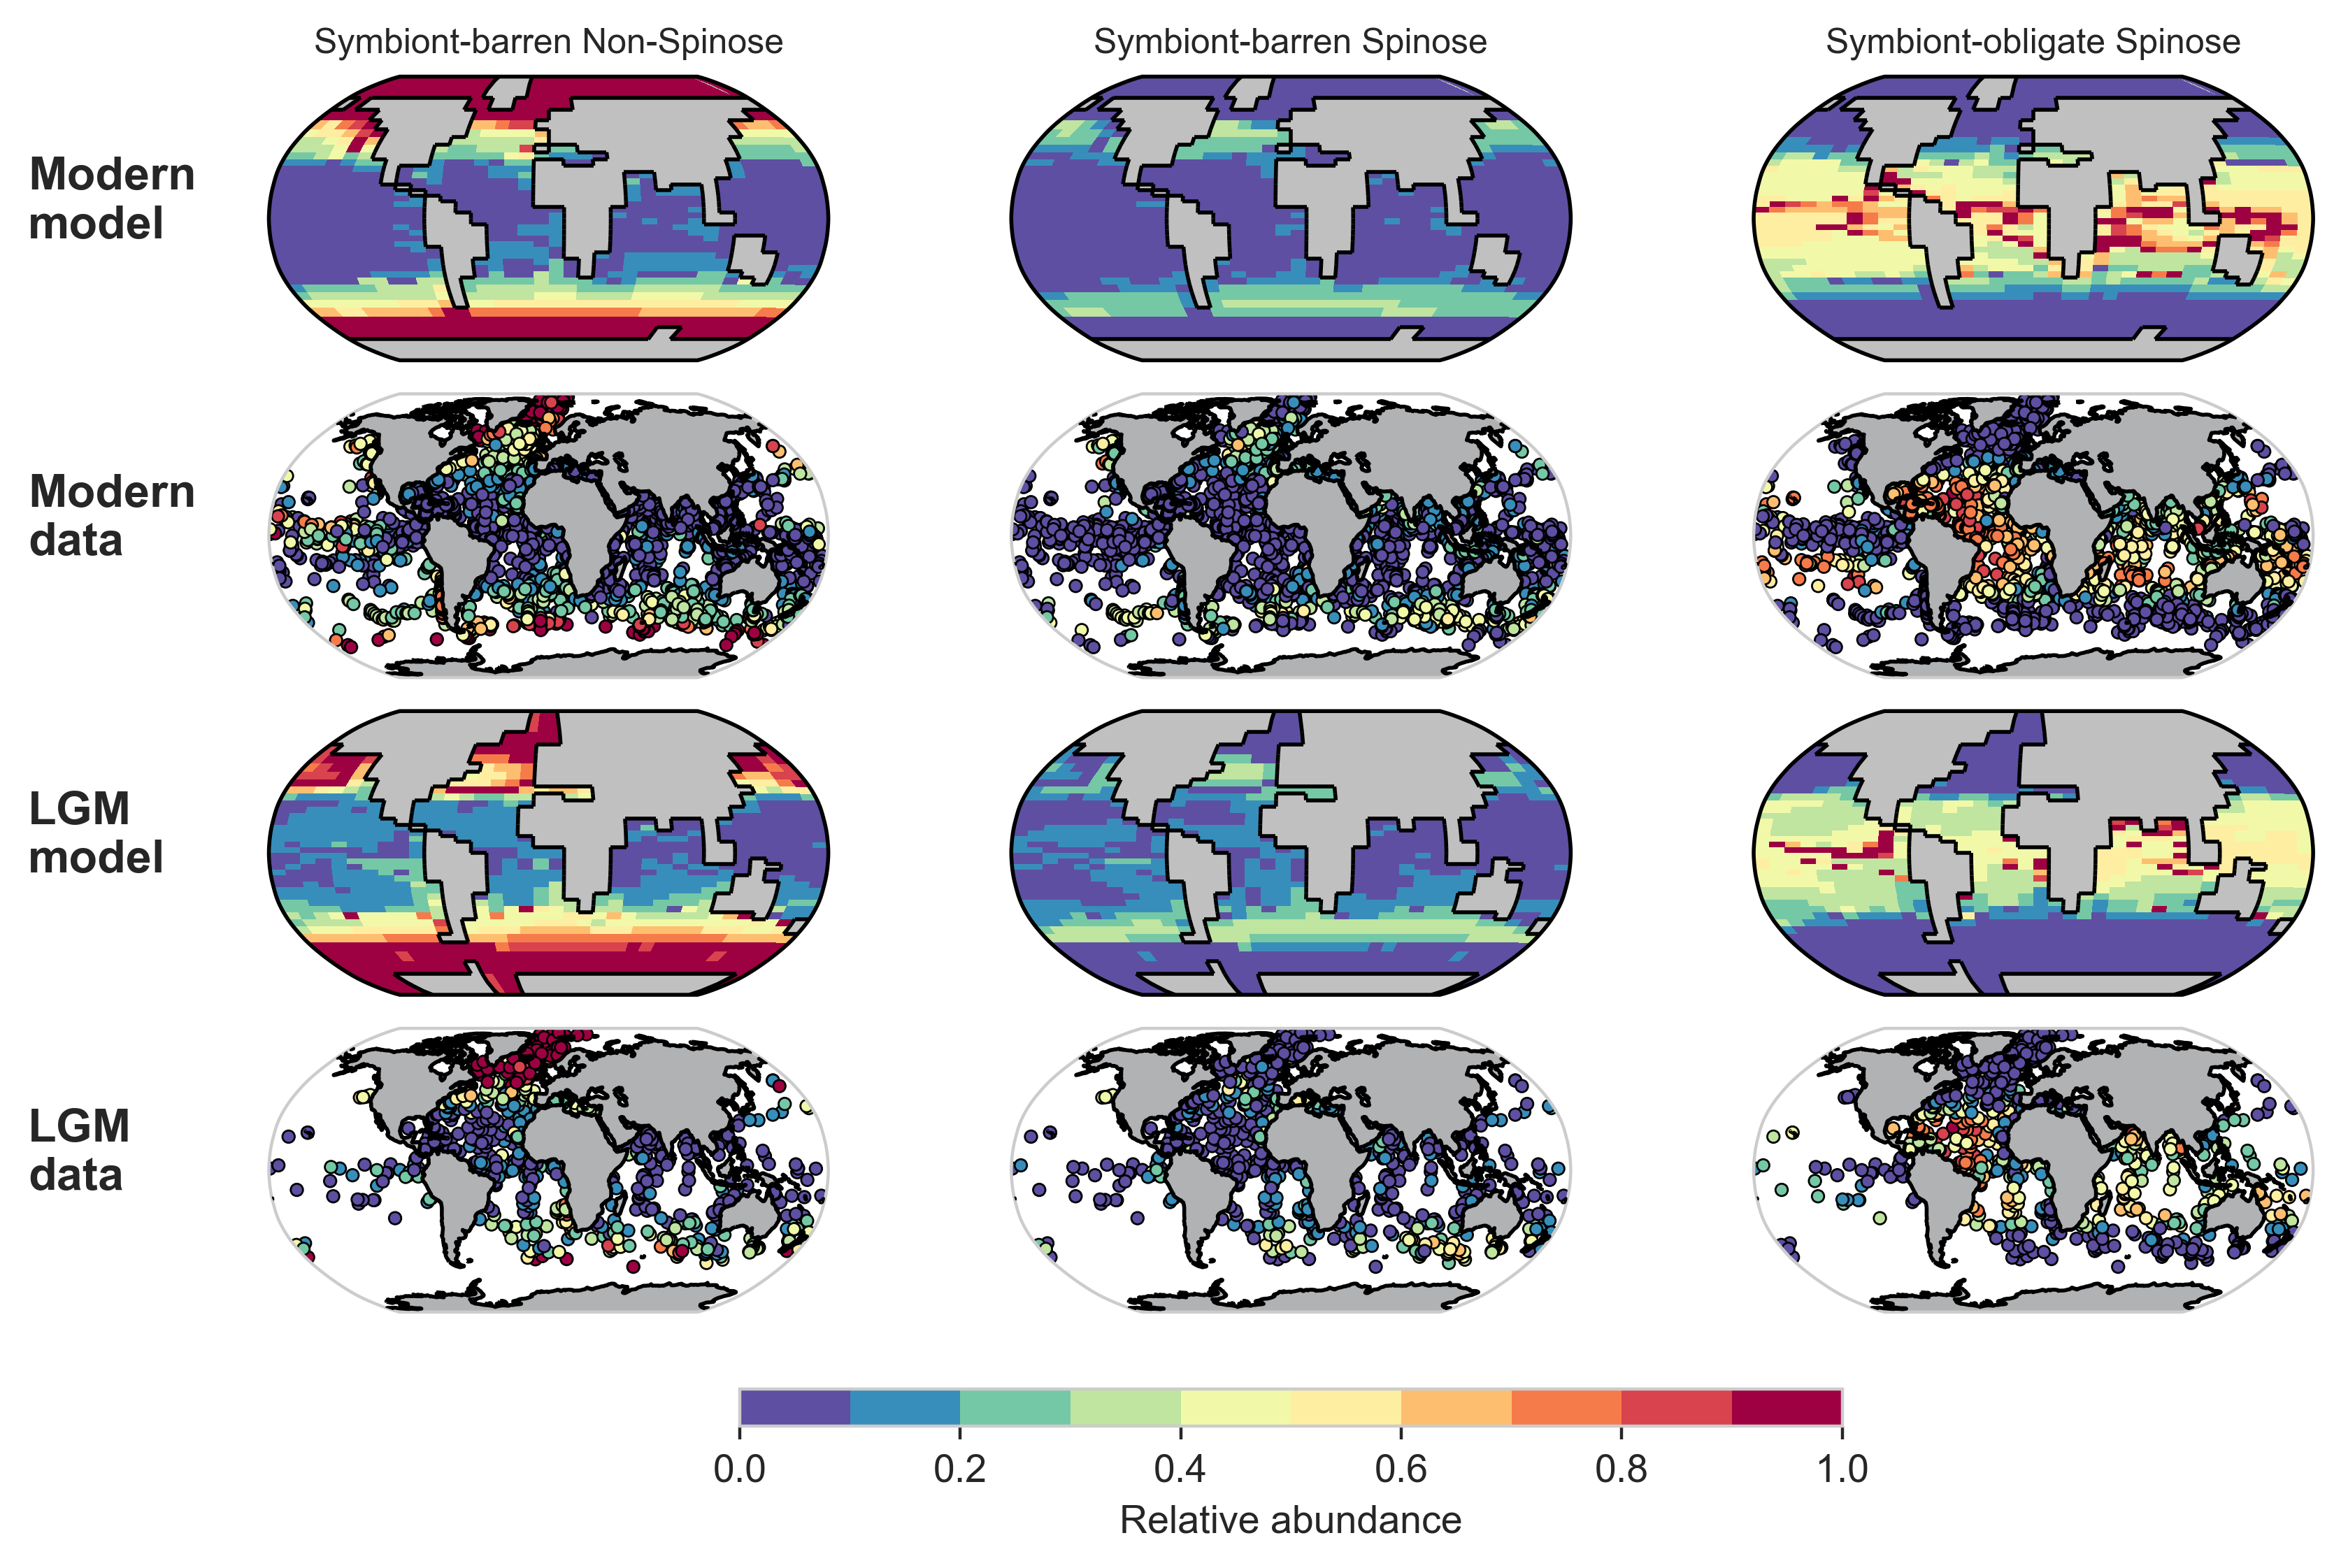 Symbiont-barren Non-Spinose
Symbiont-barren Spinose
Symbiont-obligate Spinose
Modern
model
Modern
data
LGM
model
LGM
data
0.0
0.2
0.4
0.6
0.8
1.0
Relative abundance